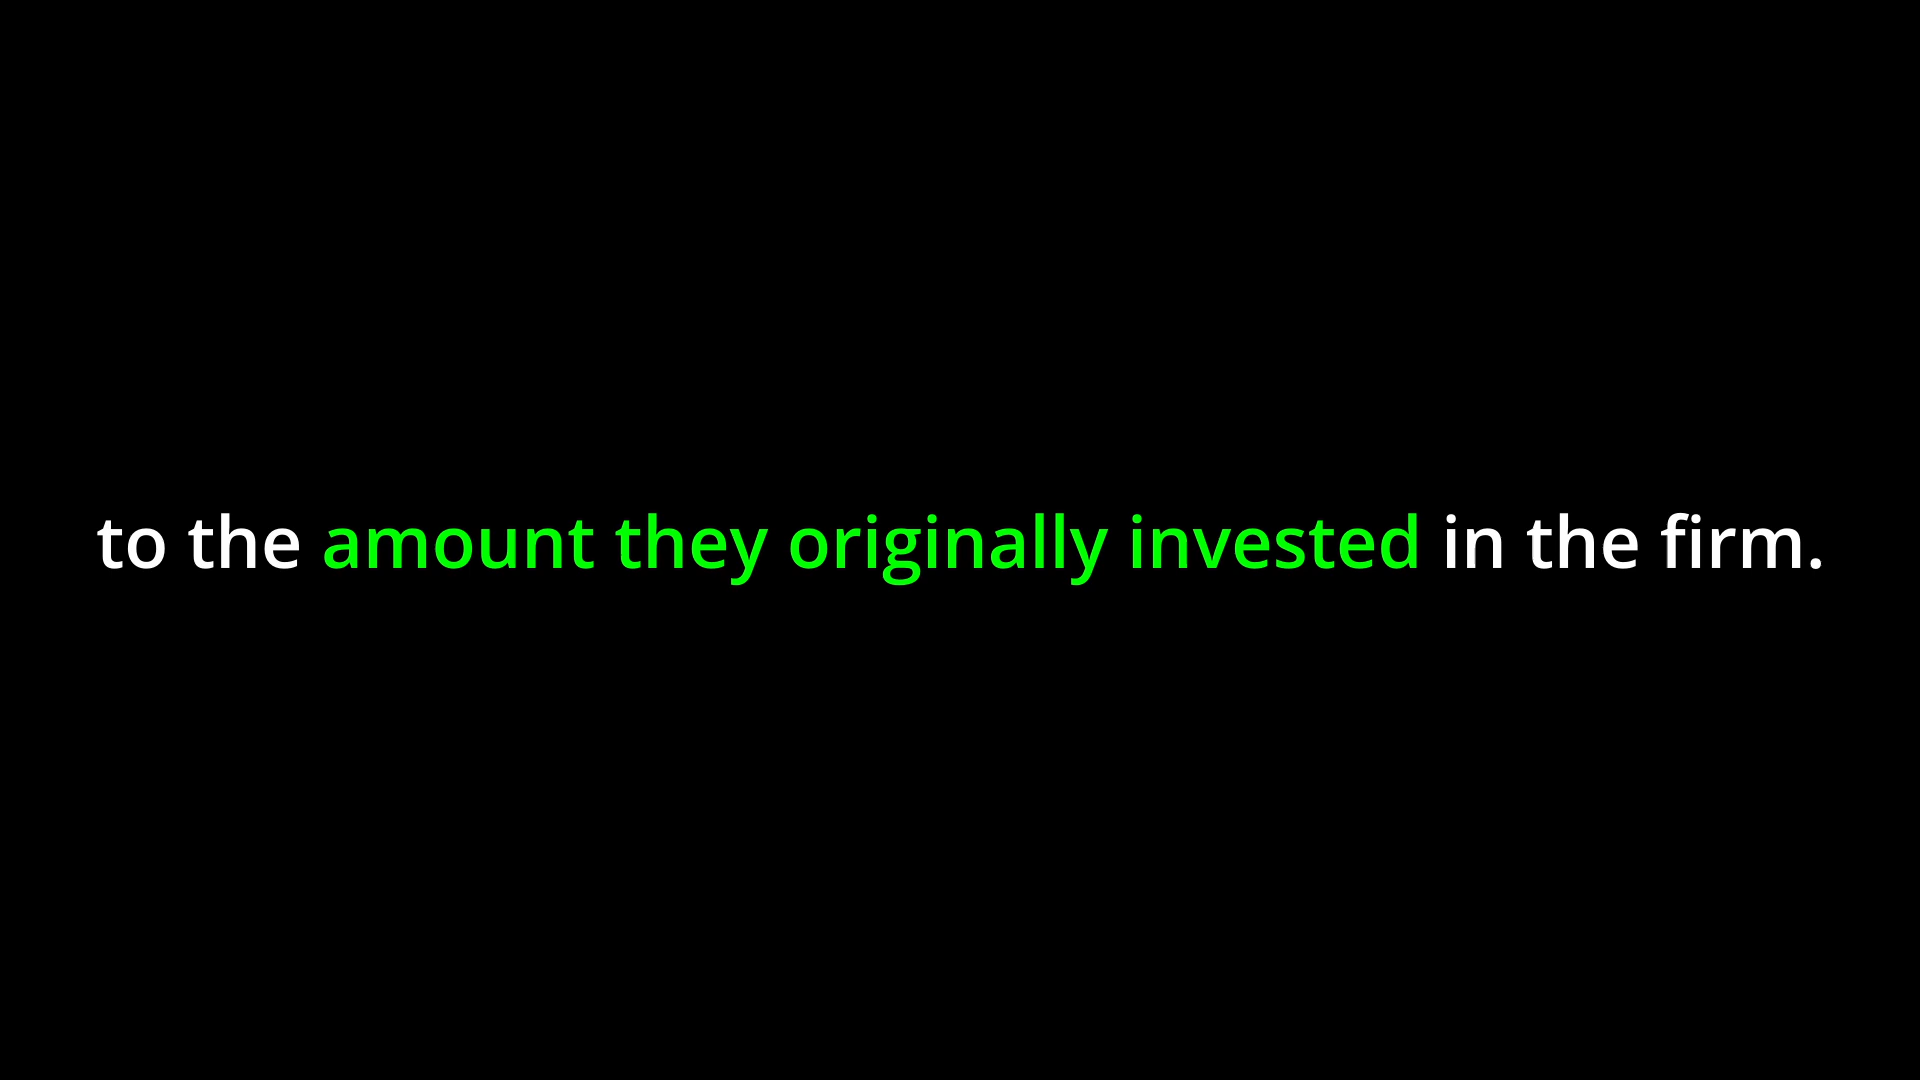 to the amount they originally invested in the firm.